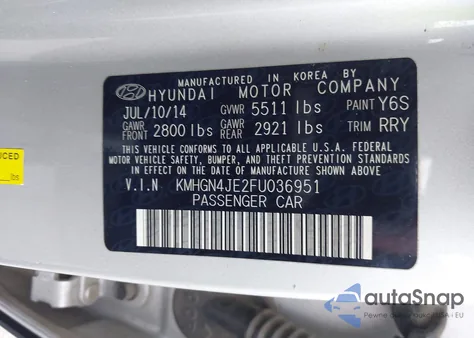 MANUFACTURED IN KOREA BY
HYUNDAI MOTOR COMPANY
JUL/10/14 GVWR 5511 lbs PAINT Y6S
GAWR FRONT 2800 lbs GAWR REAR 2921 lbs TRIM RRY
THIS VEHICLE CONFORMS TO ALL APPLICABLE U.S.A. FEDERAL
MOTOR VEHICLE SAFETY, BUMPER, AND THEFT PREVENTION
STANDARDS IN EFFECT ON THE DATE OF MANUFACTURE SHOWN ABOVE.
V.I.N KMHGN4JE2FU036951
PASSENGER CAR
UCED
autoSnap